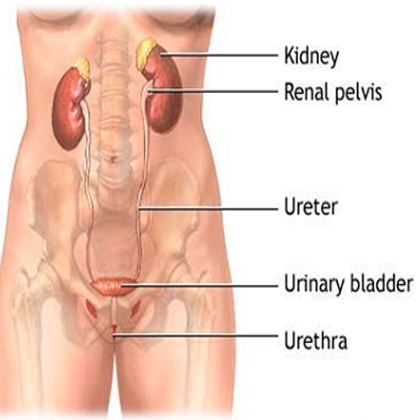 Kidney
Renal pelvis
Ureter
Urinary bladder
Urethra